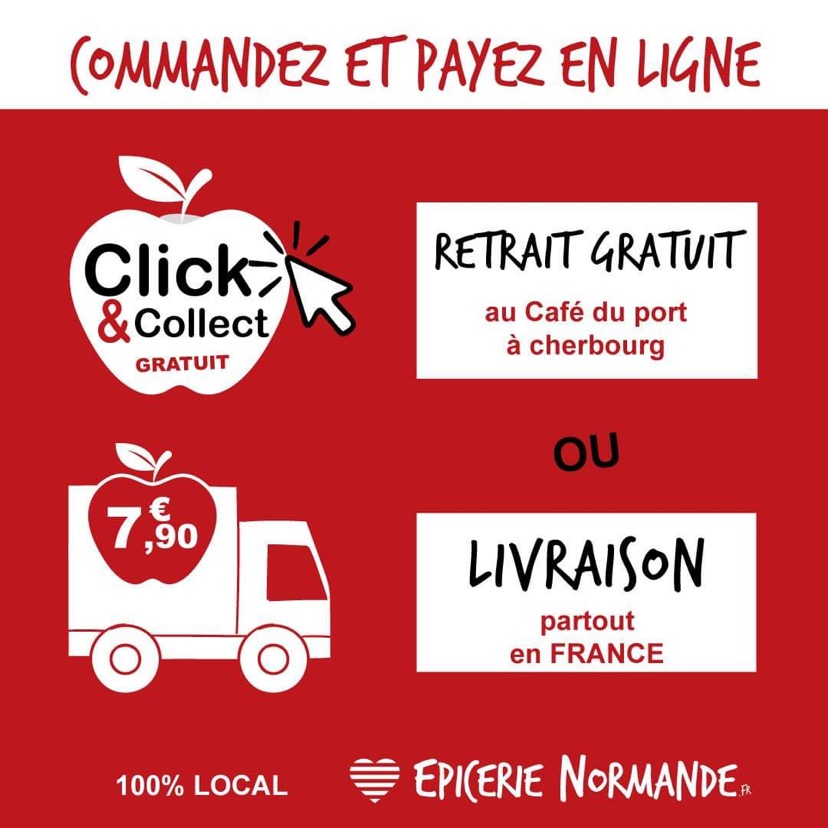 COMMANDEZ ET PAYEZ EN LIGNE
Click
&Collect
GRATUIT
RETRAIT GRATUIT
au Café du port
à cherbourg
OU
7,90 €
LIVRAISON
partout
en FRANCE
100% LOCAL
EPICERIE NORMANDE.FR